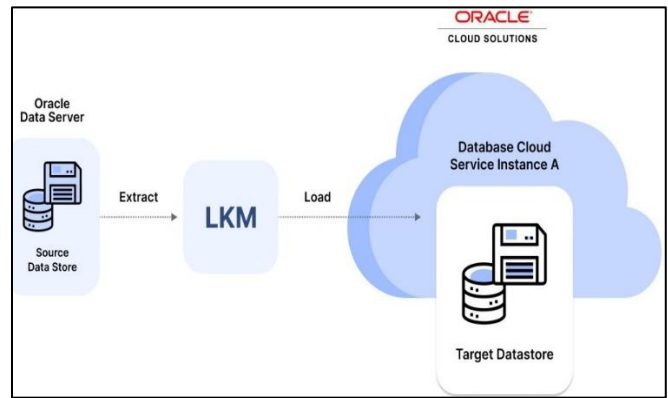 ORACLE
CLOUD SOLUTIONS
Oracle
Data Server
Source
Data Store
Extract
LKM
Load
Database Cloud
Service Instance A
Target Datastore